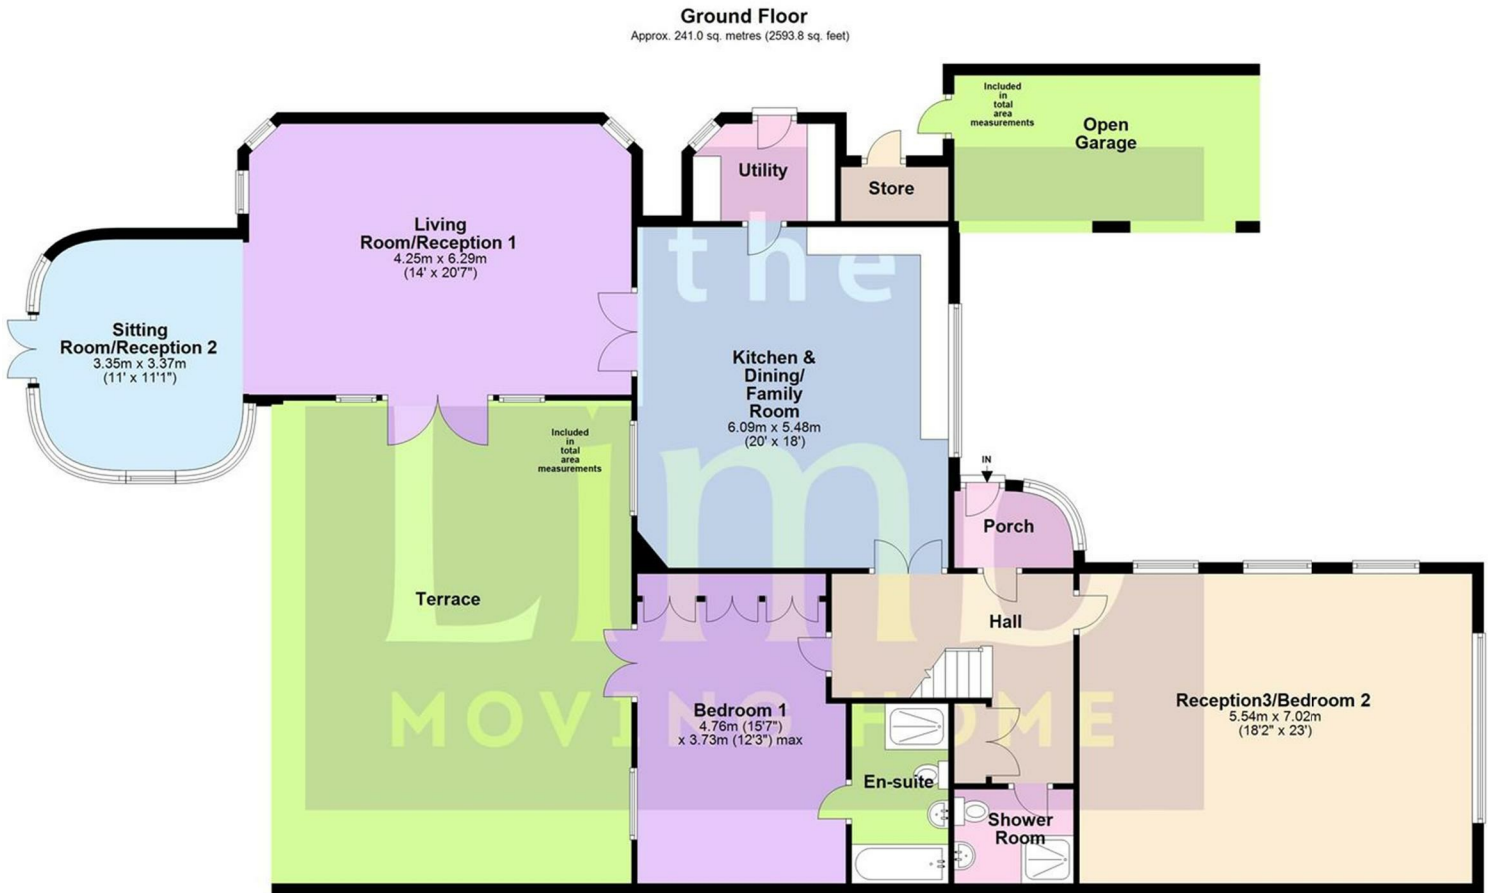 Ground Floor
Approx. 241.0 sq. metres (2593.8 sq. feet)
Included
in
total
area
measurements
Open
Garage
Utility
Store
Living
Room/Reception 1
4.25m x 6.29m
(14' x 20'7")
the
Sitting
Room/Reception 2
3.35m x 3.37m
(11' x 11'1")
Kitchen &
Dining/
Family
Room
6.09m x 5.48m
(20' x 18')
Included
in
total
area
measurements
Limb
IN
Porch
Terrace
Hall
MOVING HOME
Bedroom 1
4.76m (15'7")
x 3.73m (12'3") max
Reception3/Bedroom 2
5.54m x 7.02m
(18'2" x 23')
En-suite
Shower
Room